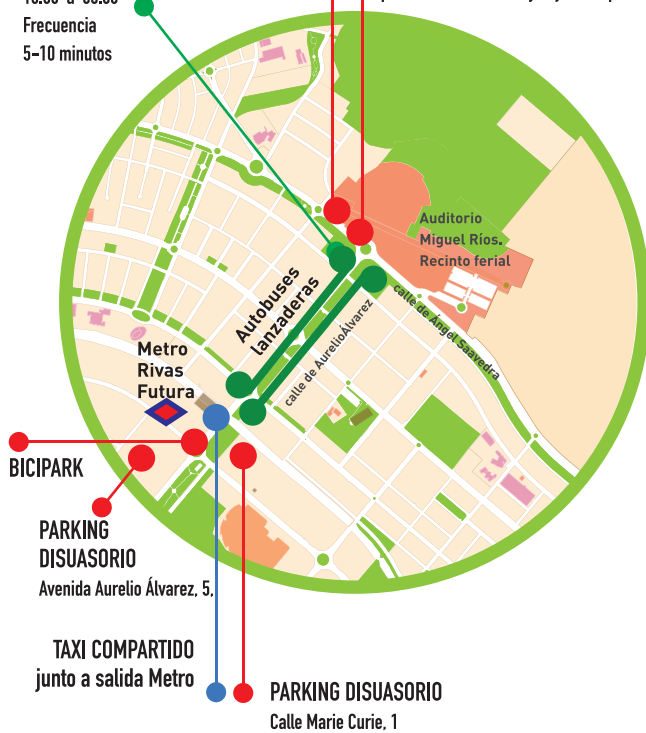 Frecuencia
5-10 minutos
Auditorio
Miguel Ríos.
Recinto ferial
Autobuses
lanzaderas
calle de AurelioÁlvarez
calle de Ángel Saavedra
Metro
Rivas
Futura
BICIPARK
PARKING
DISUASORIO
Avenida Aurelio Álvarez, 5,
TAXI COMPARTIDO
junto a salida Metro
PARKING DISUASORIO
Calle Marie Curie, 1